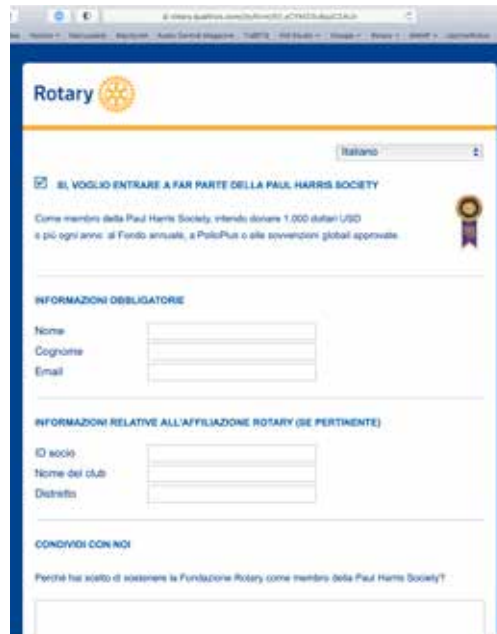 Rotary
Italiano
SI, VOGLIO ENTRARE A FAR PARTE DELLA PAUL HARRIS SOCIETY
Come membro della Paul Harris Society, intendo donare 1.000 dollari USD
o più ogni anno al Fondo annuale, a PolioPlus o alle sovvenzioni globali approvate.
INFORMAZIONI OBBLIGATORIE
Nome
Cognome
Email
INFORMAZIONI RELATIVE ALL'AFFILIAZIONE ROTARY (SE PERTINENTE)
ID socio
Nome del club
Distretto
CONDIVIDI CON NOI
Perché hai scelto di sostenere la Fondazione Rotary come membro della Paul Harris Society?